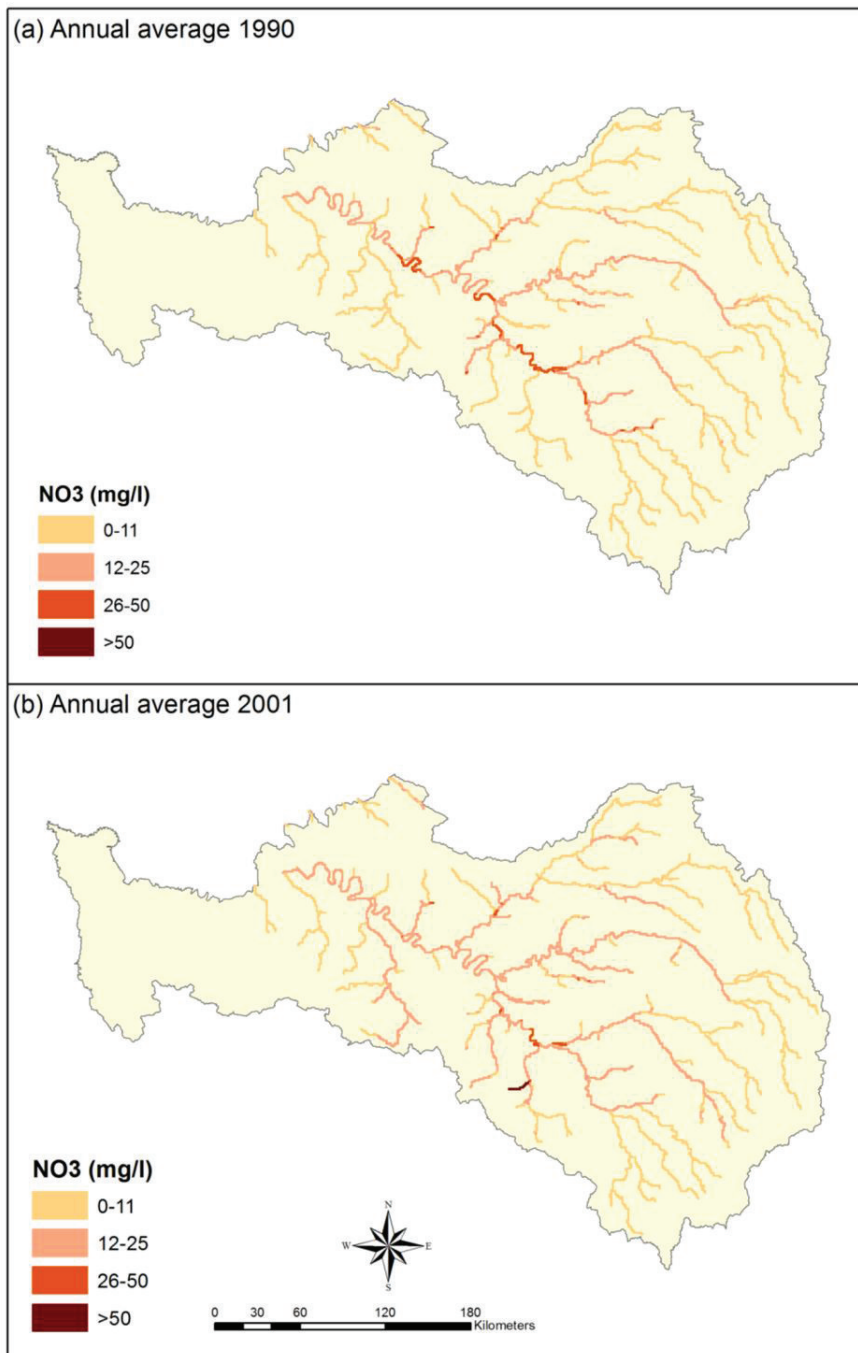 (a) Annual average 1990
NO3 (mg/l)
0-11
12-25
26-50
>50
(b) Annual average 2001
NO3 (mg/l)
0-11
12-25
26-50
>50
N
W E
S
0 30 60 120 180
Kilometers